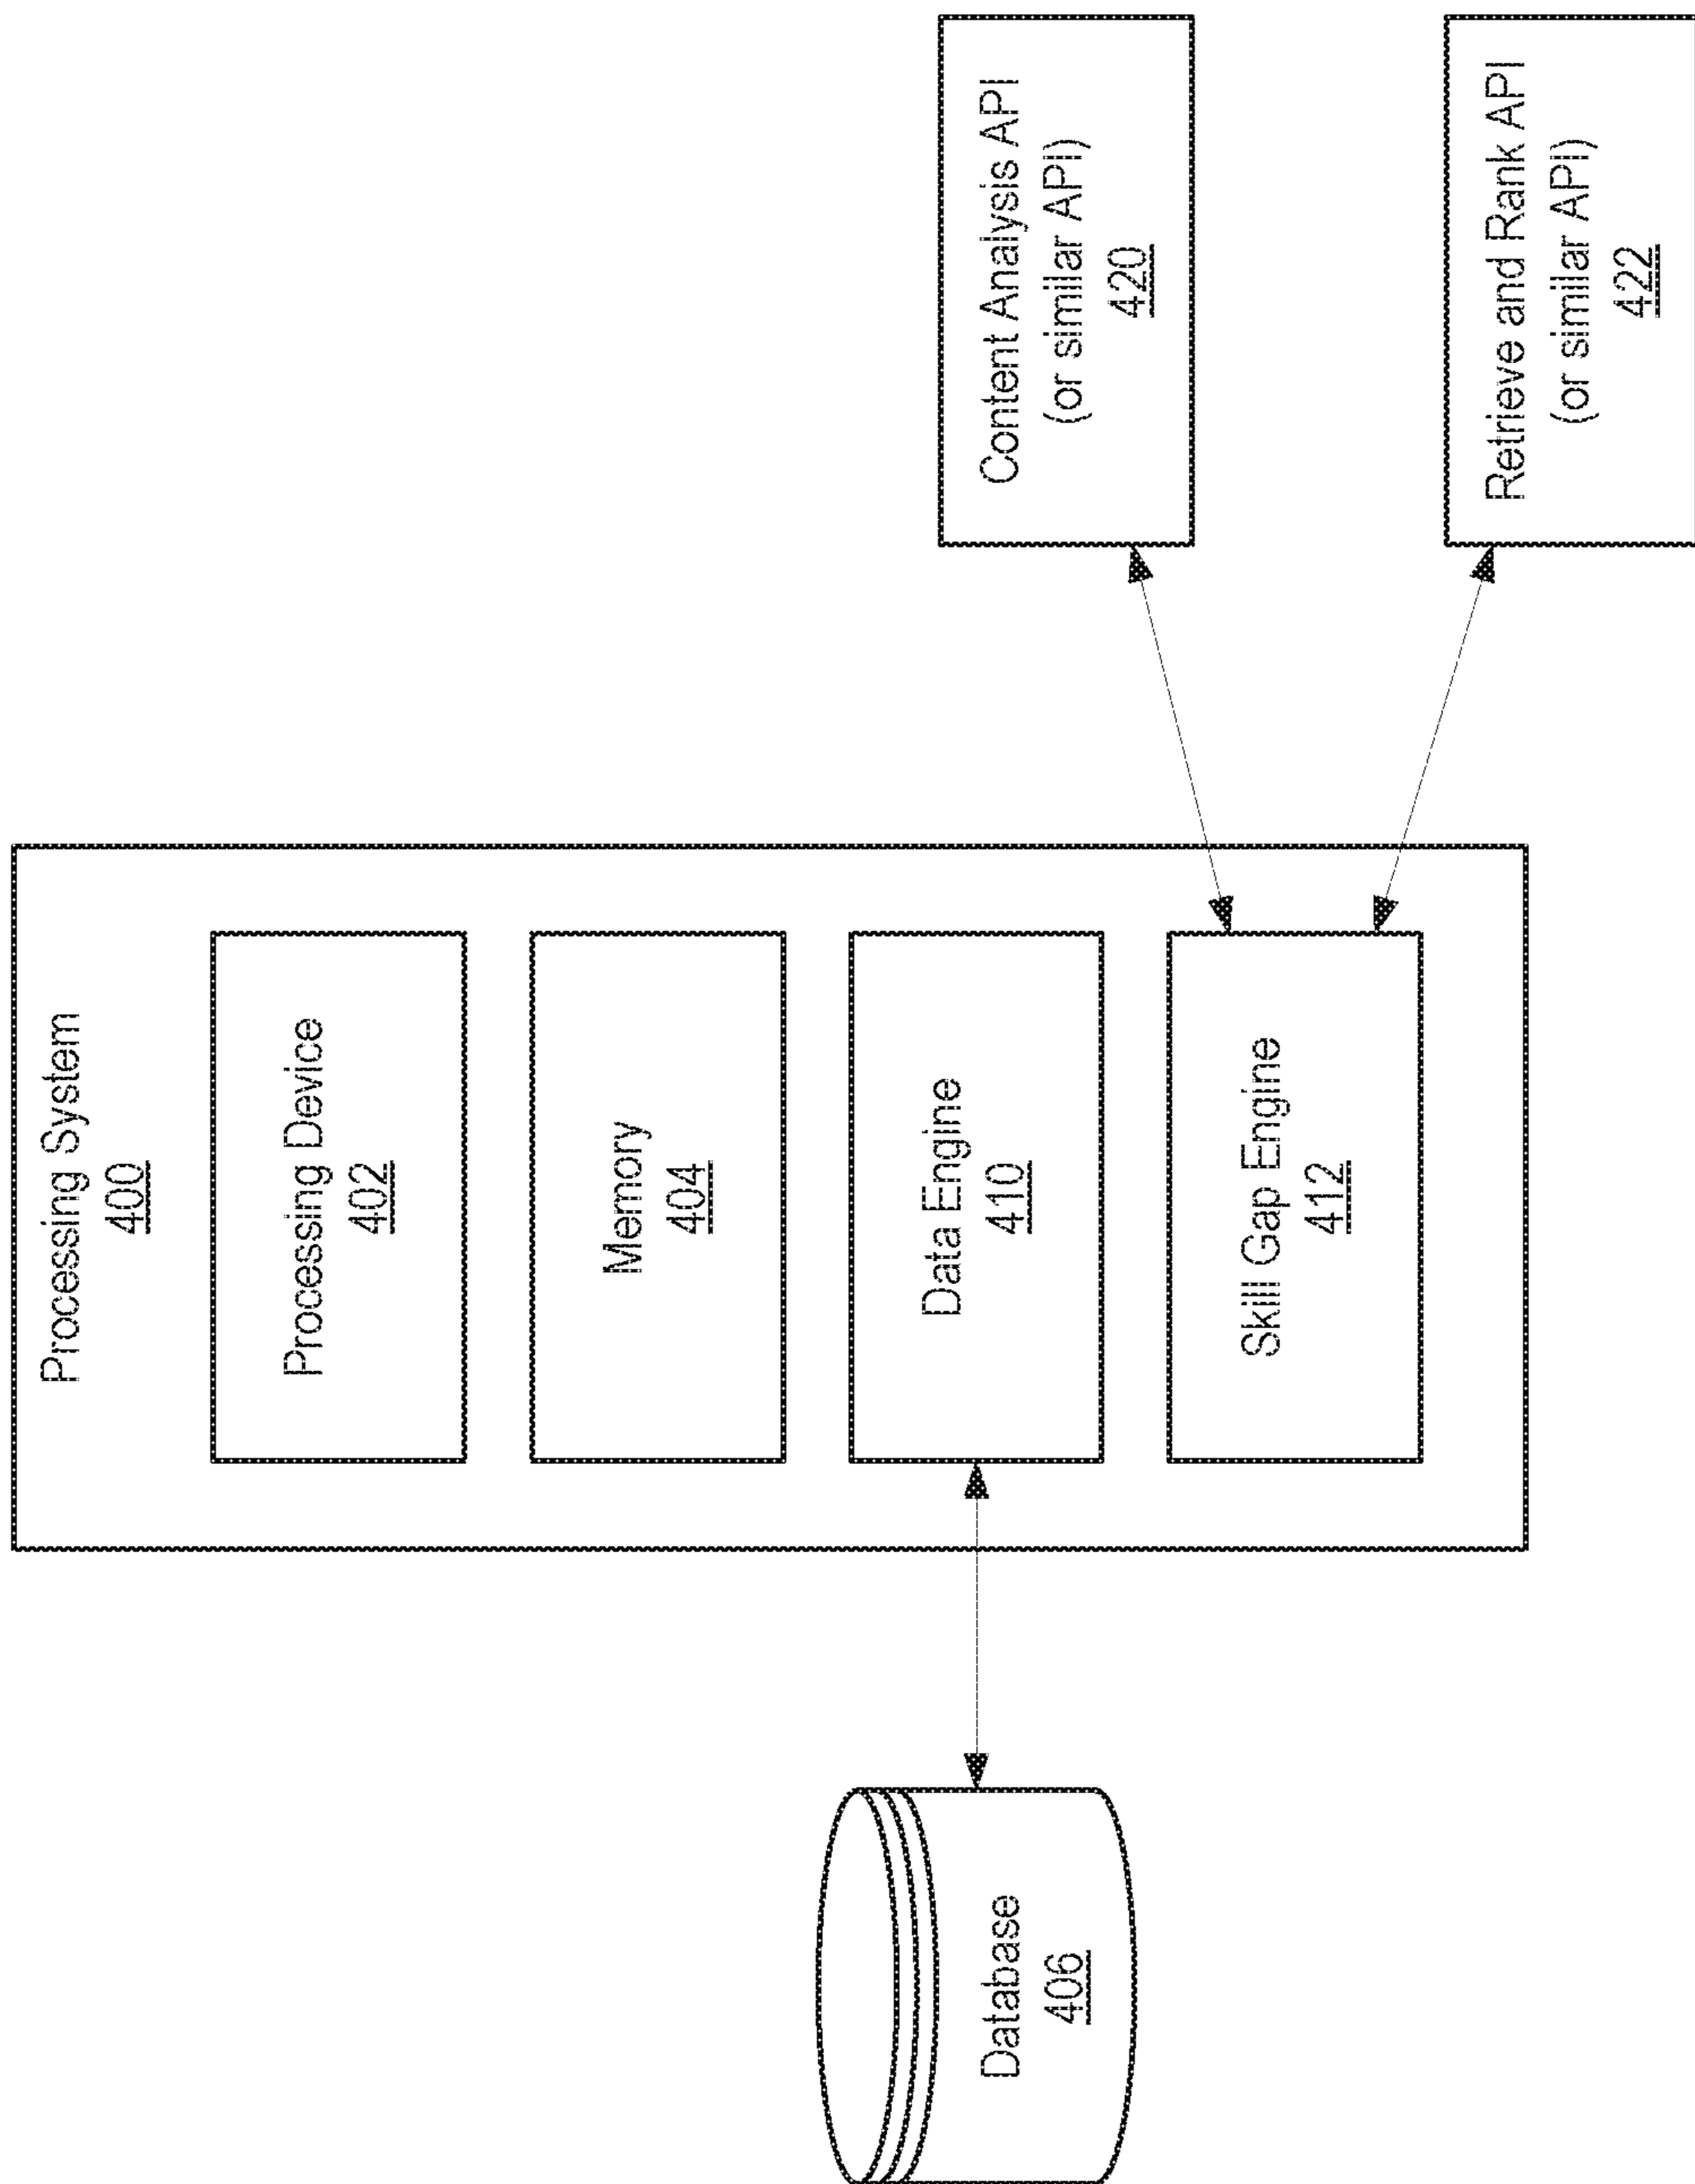 Processing System
400
Processing Device
402
Memory
404
Data Engine
410
Skill Gap Engine
412
Database
406
Content Analysis API
(or similar API)
420
Retrieve and Rank API
(or similar API)
422